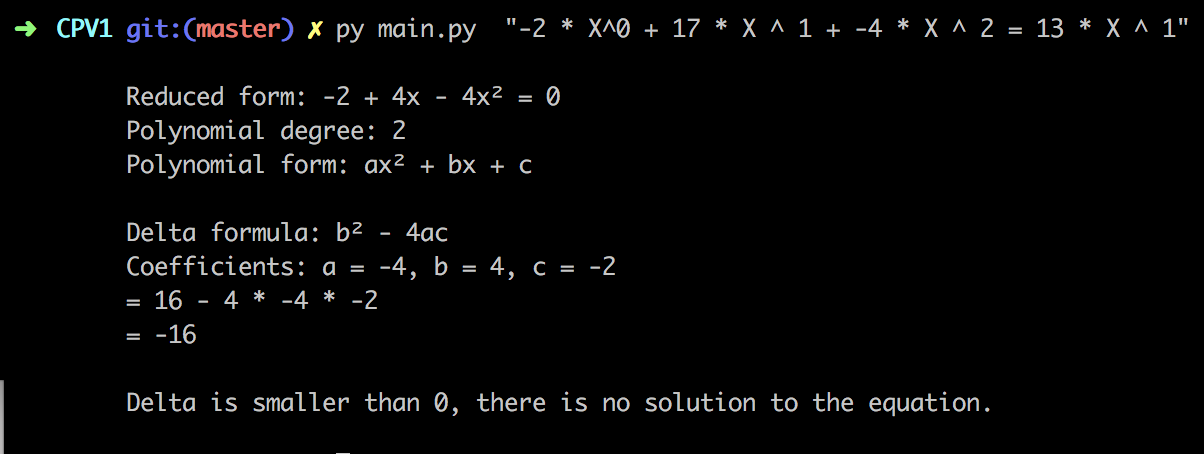 ➜ CPV1 git:(master) ✗ py main.py "-2 * X^0 + 17 * X ^ 1 + -4 * X ^ 2 = 13 * X ^ 1"
Reduced form: -2 + 4x - 4x² = 0
Polynomial degree: 2
Polynomial form: ax² + bx + c
Delta formula: b² - 4ac
Coefficients: a = -4, b = 4, c = -2
= 16 - 4 * -4 * -2
= -16
Delta is smaller than 0, there is no solution to the equation.